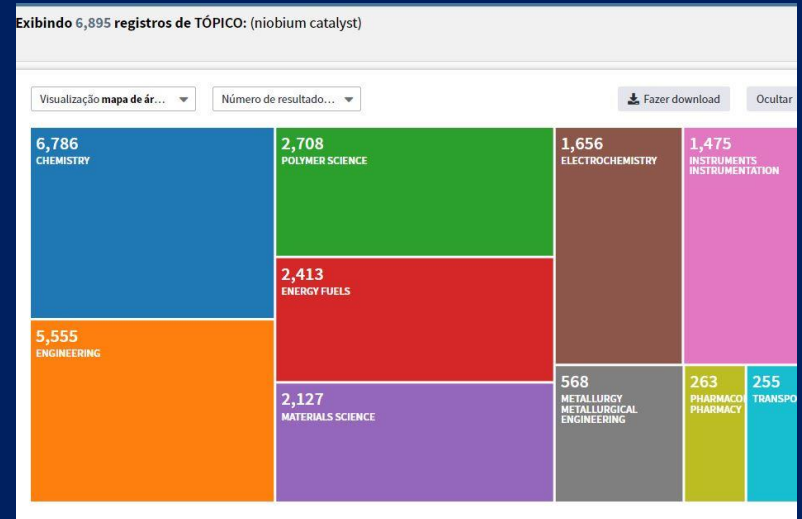 Exibindo 6,895 registros de TÓPICO: (niobium catalyst)
Visualização mapa de ár...
Número de resultado...
Fazer download
Ocultar
6,786
CHEMISTRY
2,708
POLYMER SCIENCE
1,656
ELECTROCHEMISTRY
1,475
INSTRUMENTS
INSTRUMENTATION
2,413
ENERGY FUELS
5,555
ENGINEERING
2,127
MATERIALS SCIENCE
568
METALLURGY
METALLURGICAL
ENGINEERING
263
PHARMACO
PHARMACY
255
TRANSPO